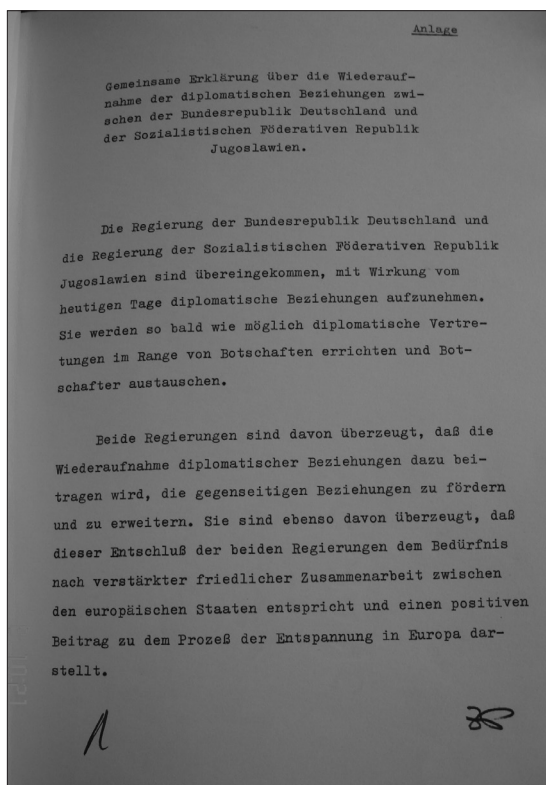 Anlage
Gemeinsame Erklärung über die Wiederauf-
nahme der diplomatischen Beziehungen zwi-
schen der Bundesrepublik Deutschland und
der Sozialistischen Föderativen Republik
Jugoslawien.
Die Regierung der Bundesrepublik Deutschland und
die Regierung der Sozialistischen Föderativen Republik
Jugoslawien sind übereingekommen, mit Wirkung vom
heutigen Tage diplomatische Beziehungen aufzunehmen.
Sie werden so bald wie möglich diplomatische Vertre-
tungen im Range von Botschaften errichten und Bot-
schafter austauschen.
Beide Regierungen sind davon überzeugt, daß die
Wiederaufnahme diplomatischer Beziehungen dazu bei-
tragen wird, die gegenseitigen Beziehungen zu fördern
und zu erweitern. Sie sind ebenso davon überzeugt, daß
dieser Entschluß der beiden Regierungen dem Bedürfnis
nach verstärkter friedlicher Zusammenarbeit zwischen
den europäischen Staaten entspricht und einen positiven
Beitrag zu dem Prozeß der Entspannung in Europa dar-
stellt.